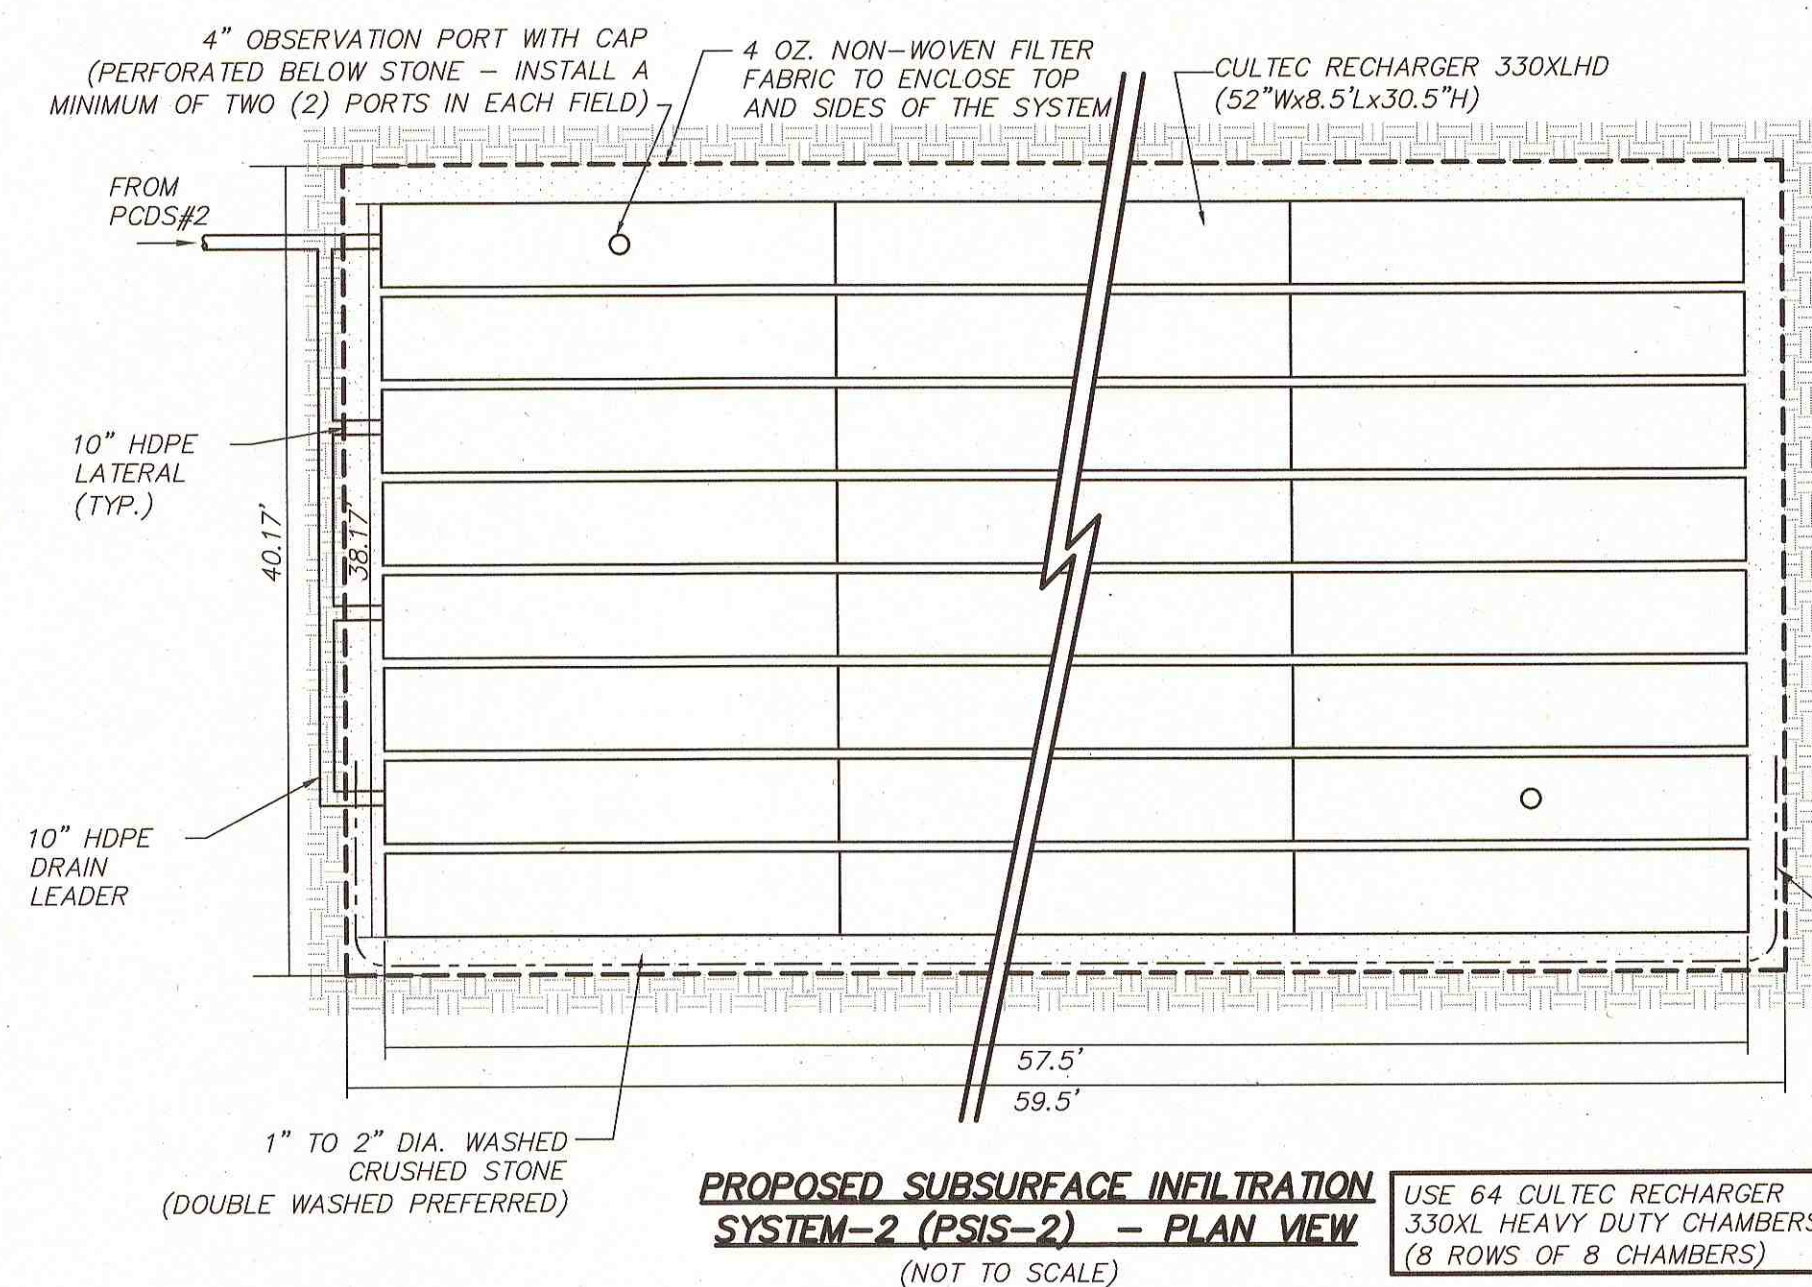 4" OBSERVATION PORT WITH CAP
(PERFORATED BELOW STONE – INSTALL A
MINIMUM OF TWO (2) PORTS IN EACH FIELD)
4 OZ. NON–WOVEN FILTER
FABRIC TO ENCLOSE TOP
AND SIDES OF THE SYSTEM
CULTEC RECHARGER 330XLHD
(52"Wx8.5'Lx30.5"H)
FROM
PCDS#2
10" HDPE
LATERAL
(TYP.)
40.17'
38.17'
10" HDPE
DRAIN
LEADER
57.5'
59.5'
1" TO 2" DIA. WASHED
CRUSHED STONE
(DOUBLE WASHED PREFERRED)
PROPOSED SUBSURFACE INFILTRATION
SYSTEM–2 (PSIS–2) – PLAN VIEW
(NOT TO SCALE)
USE 64 CULTEC RECHARGER
330XL HEAVY DUTY CHAMBERS
(8 ROWS OF 8 CHAMBERS)